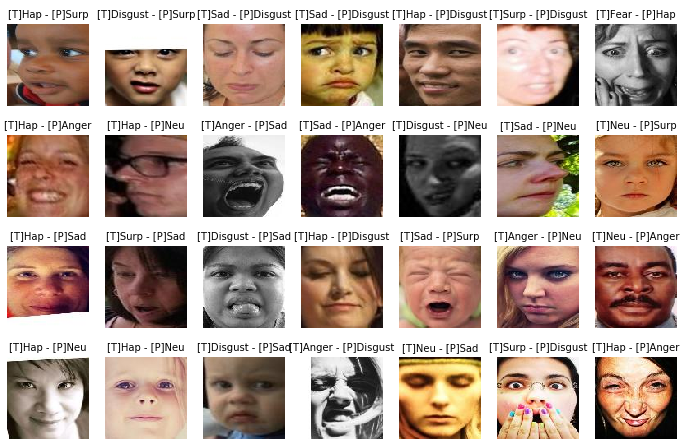 [T]Hap - [P]Surp
[T]Disgust - [P]Surp
[T]Sad - [P]Disgust
[T]Sad - [P]Disgust
[T]Hap - [P]Disgust
[T]Surp - [P]Disgust
[T]Fear - [P]Hap
[T]Hap - [P]Anger
[T]Hap - [P]Neu
[T]Anger - [P]Sad
[T]Sad - [P]Anger
[T]Disgust - [P]Neu
[T]Sad - [P]Neu
[T]Neu - [P]Surp
[T]Hap - [P]Sad
[T]Surp - [P]Sad
[T]Disgust - [P]Sad
[T]Hap - [P]Disgust
[T]Sad - [P]Surp
[T]Anger - [P]Neu
[T]Neu - [P]Anger
[T]Hap - [P]Neu
[T]Hap - [P]Neu
[T]Disgust - [P]Sad
[T]Anger - [P]Disgust
[T]Neu - [P]Sad
[T]Surp - [P]Disgust
[T]Hap - [P]Anger